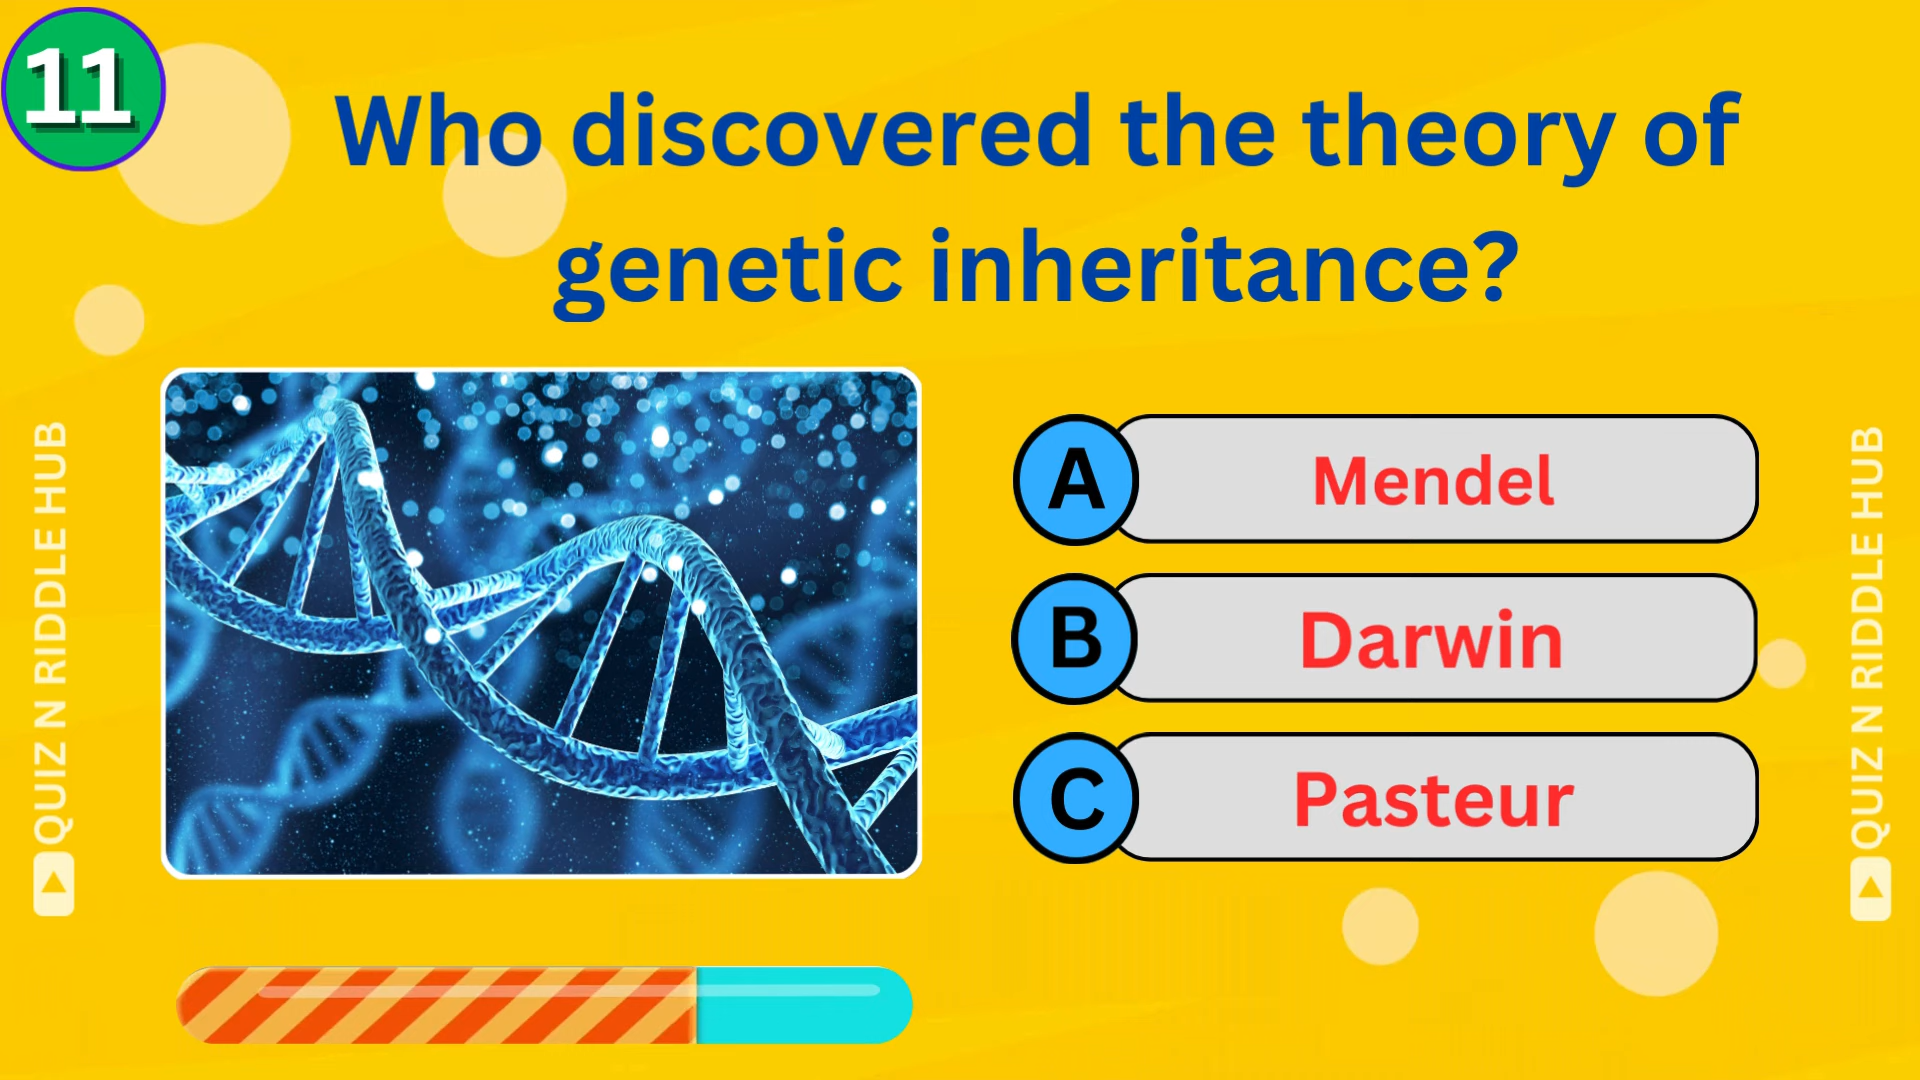 11
Who discovered the theory of
genetic inheritance?
A Mendel
B Darwin
C Pasteur
QUIZ N RIDDLE HUB
QUIZ N RIDDLE HUB